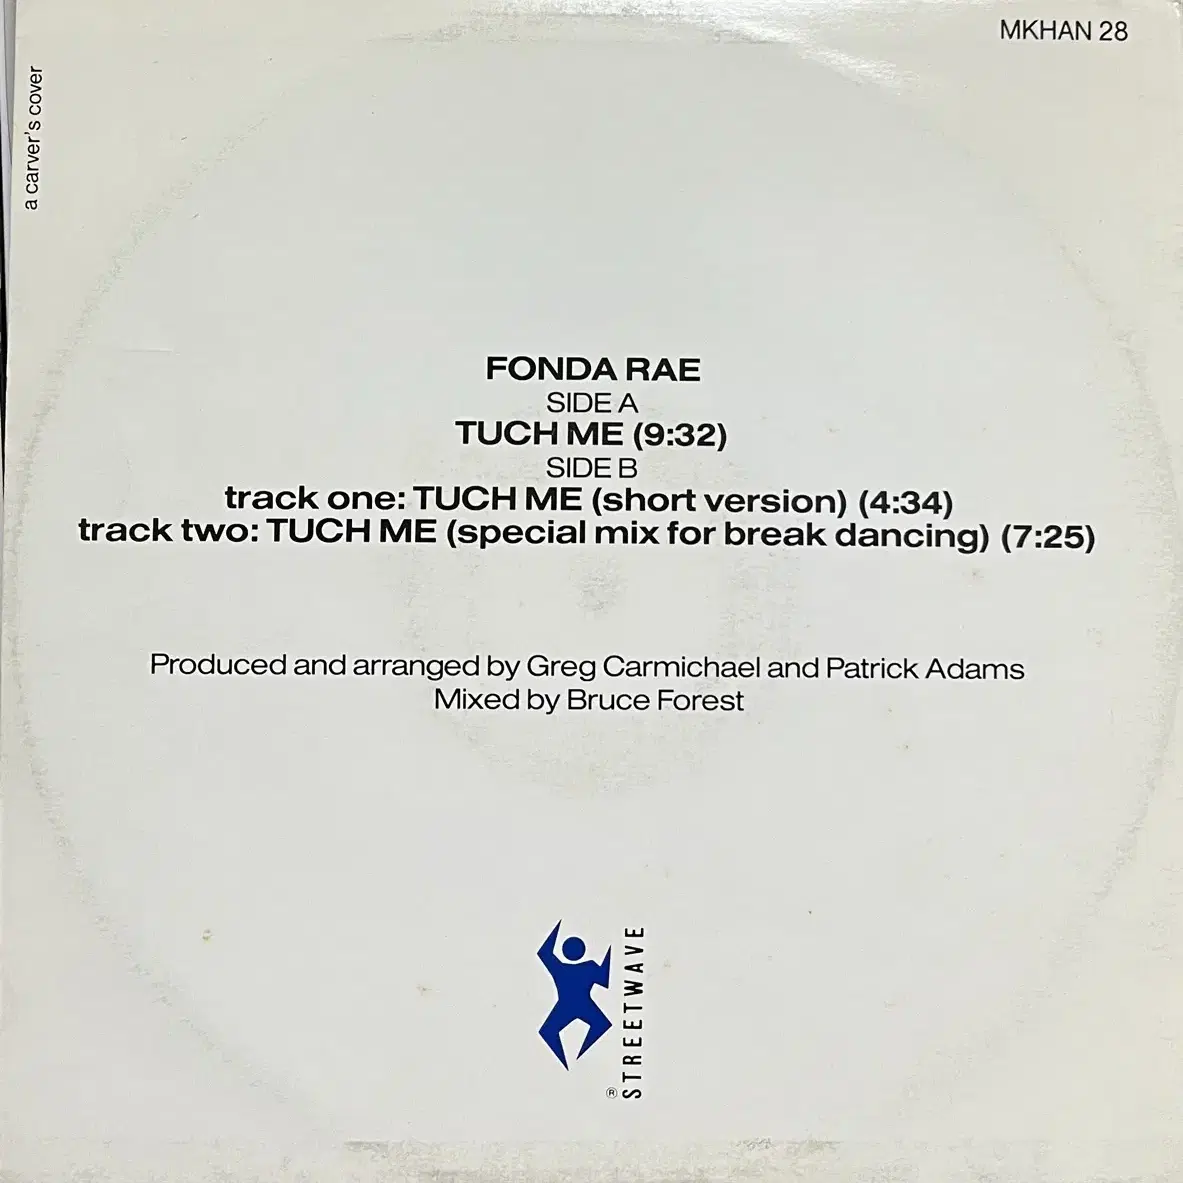 MKHAN 28
a carver's cover
FONDA RAE
SIDE A
TUCH ME (9:32)
SIDE B
track one: TUCH ME (short version) (4:34)
track two: TUCH ME (special mix for break dancing) (7:25)
Produced and arranged by Greg Carmichael and Patrick Adams
Mixed by Bruce Forest
® STREETWAVE